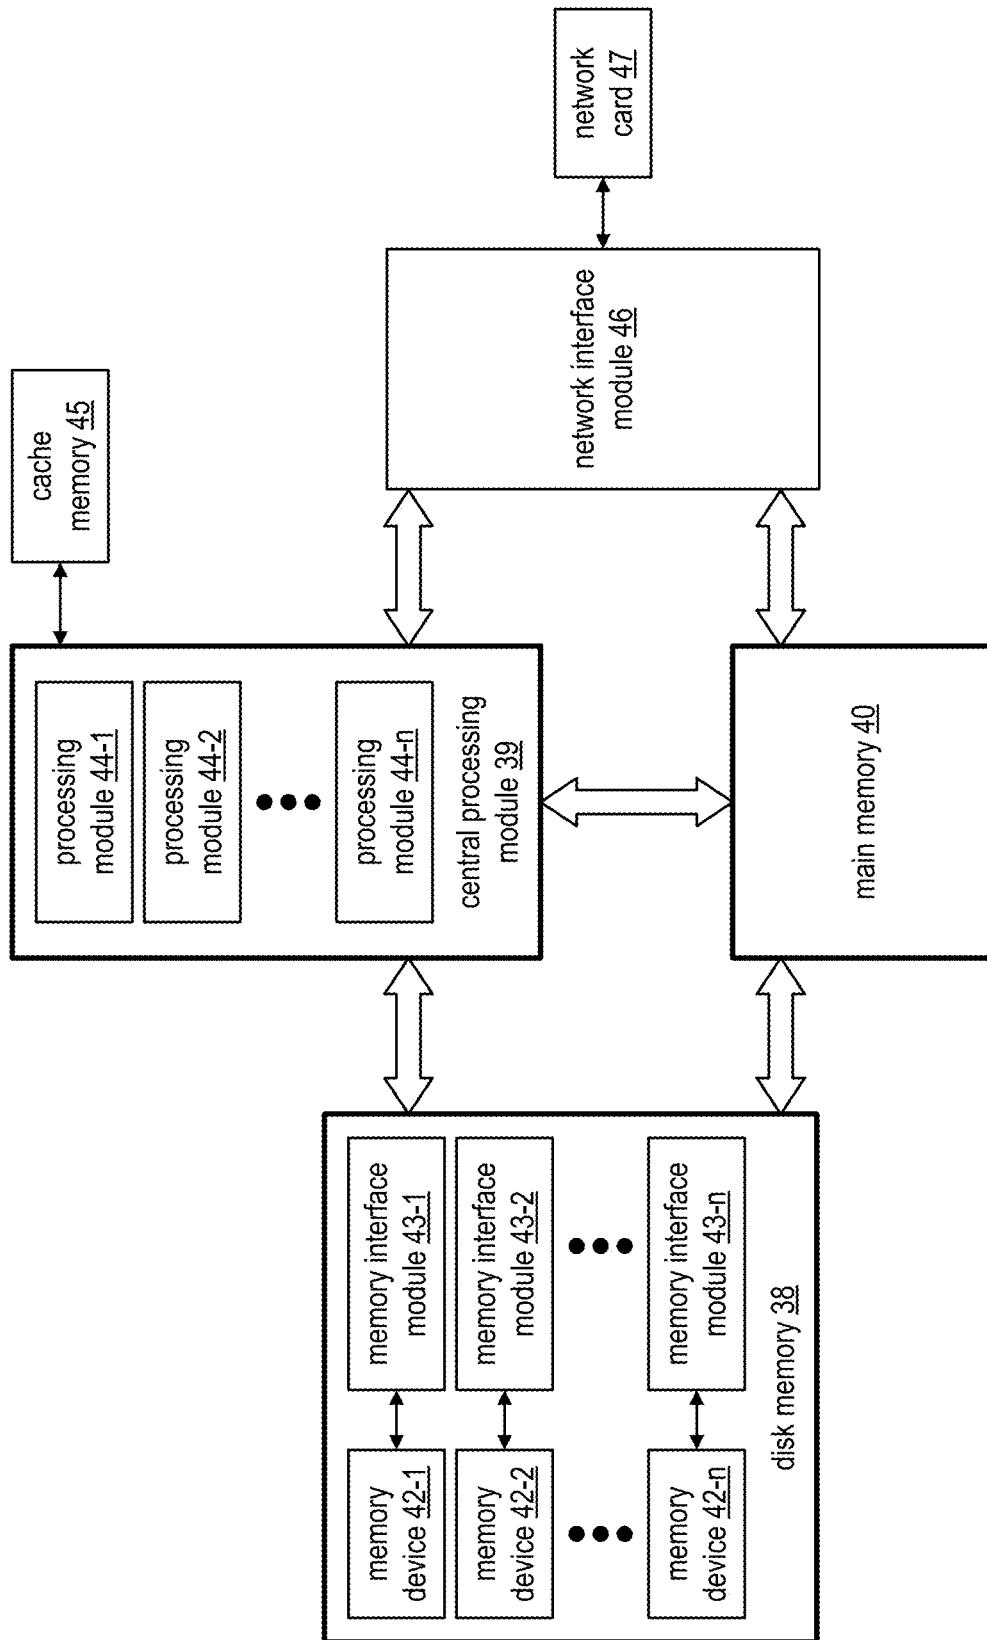 memory
device 42-1
memory interface
module 43-1
memory
device 42-2
memory interface
module 43-2
memory
device 42-n
memory interface
module 43-n
disk memory 38
processing
module 44-1
processing
module 44-2
processing
module 44-n
central processing
module 39
cache
memory 45
main memory 40
network interface
module 46
network
card 47